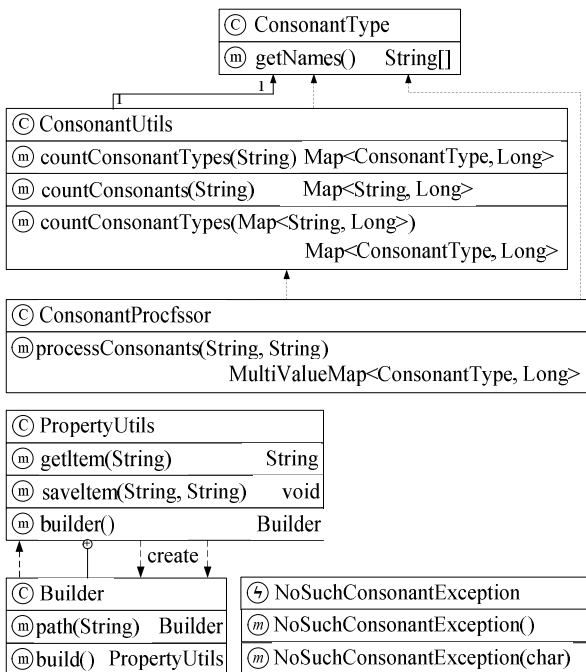 C ConsonantType
m getNames() String[]
1 1
C ConsonantUtils
m countConsonantTypes(String) Map<ConsonantType, Long>
m countConsonants(String) Map<String, Long>
m countConsonantTypes(Map<String, Long>)
Map<ConsonantType, Long>
C ConsonantProcfssor
m processConsonants(String, String)
MultiValueMap<ConsonantType, Long>
C PropertyUtils
m getItem(String) String
m saveItem(String, String) void
m builder() Builder
create
C Builder
m path(String) Builder
m build() PropertyUtils
NoSuchConsonantException
m NoSuchConsonantException()
m NoSuchConsonantException(char)